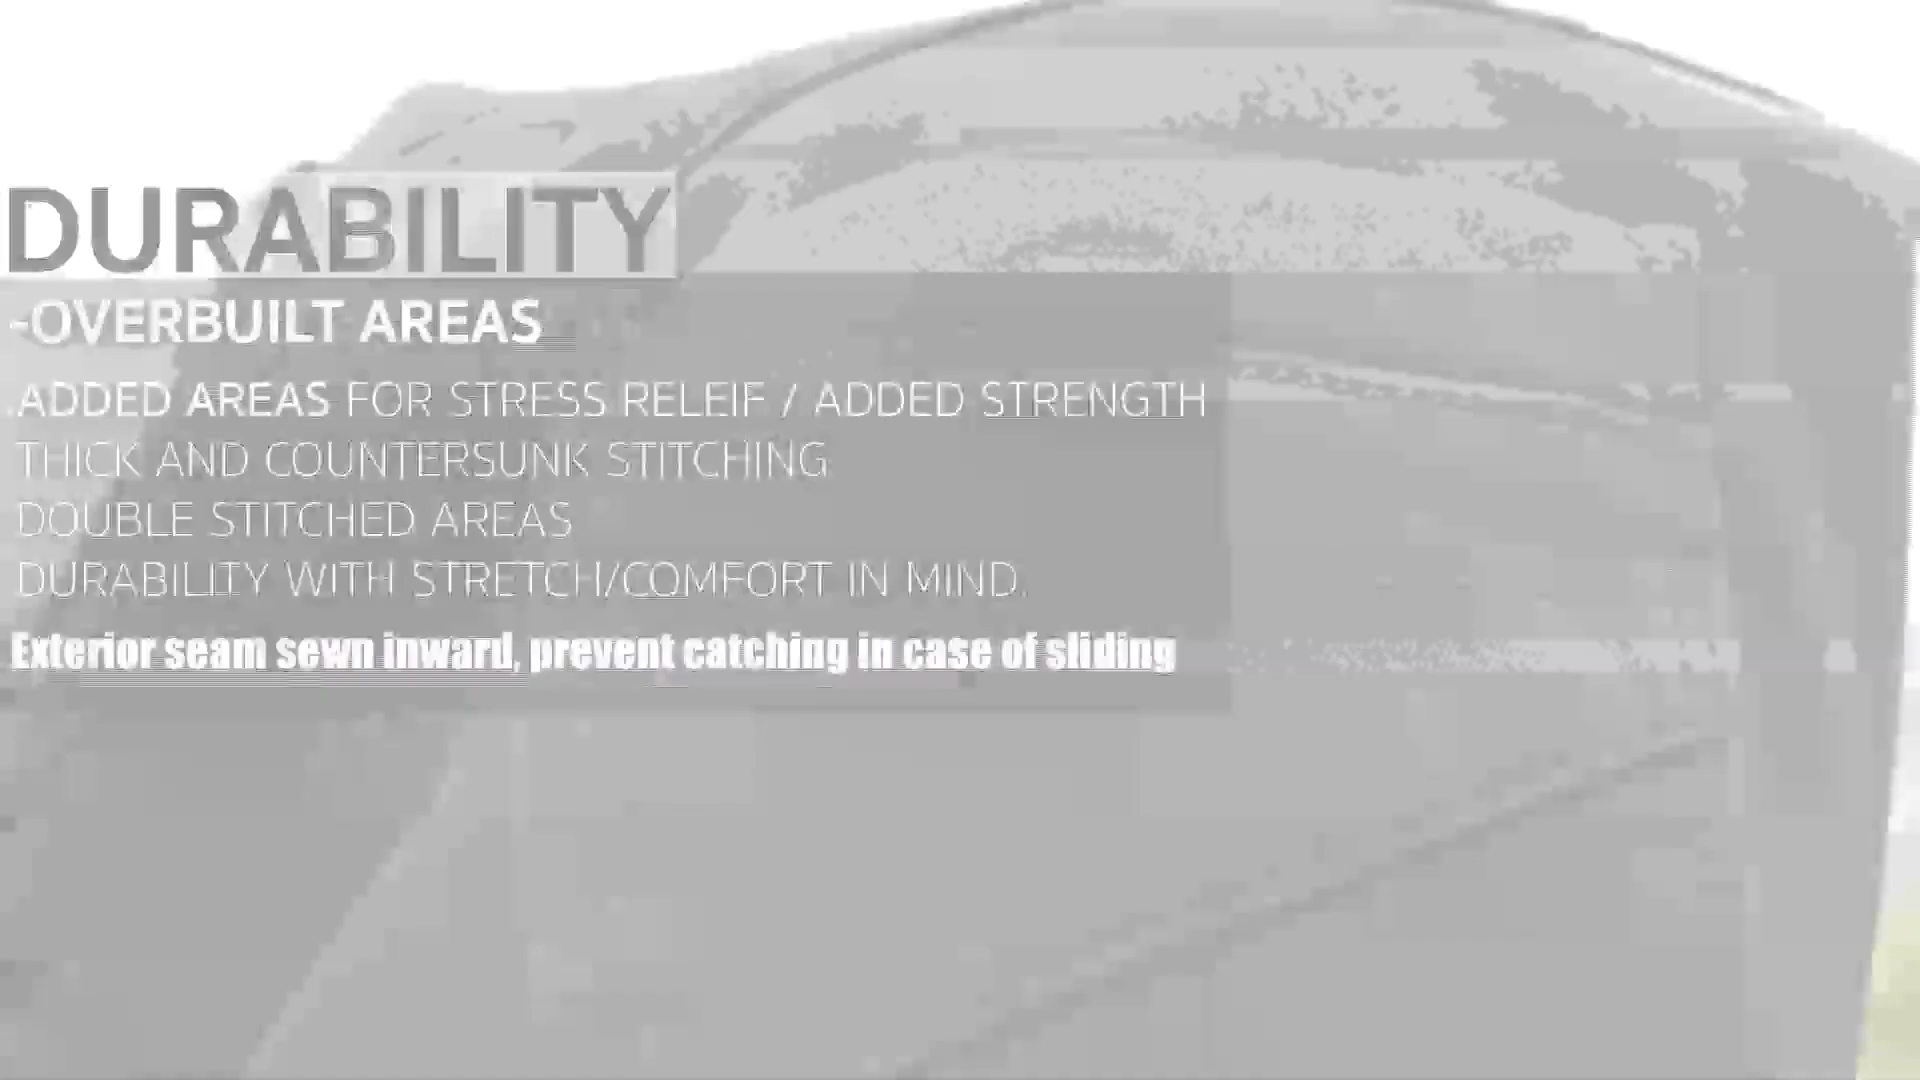 DURABILITY
-OVERBUILT AREAS
.ADDED AREAS FOR STRESS RELEIF / ADDED STRENGTH
THICK AND COUNTERSUNK STITCHING
DOUBLE STITCHED AREAS
DURABILITY WITH STRETCH/COMFORT IN MIND.
Exterior seam sewn inward, prevent catching in case of sliding